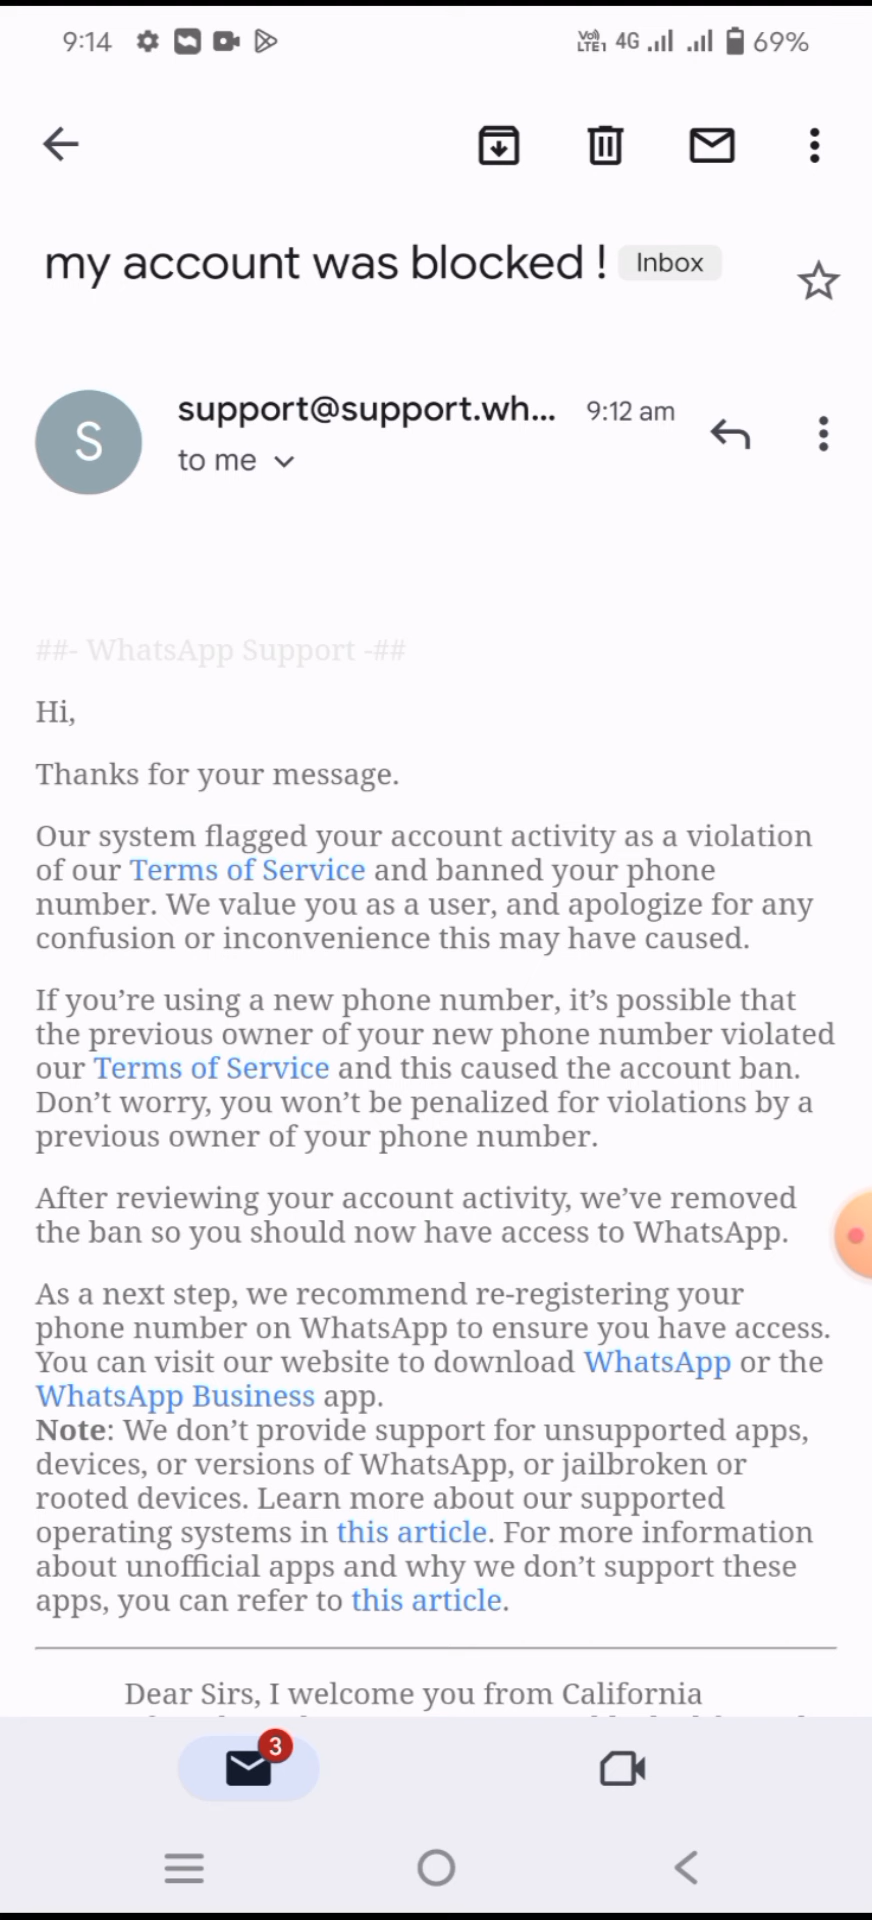 9:14
Vo) LTE1 4G 69%
my account was blocked ! Inbox
S
support@support.wh... 9:12 am
to me
##- WhatsApp Support -##
Hi,
Thanks for your message.
Our system flagged your account activity as a violation
of our Terms of Service and banned your phone
number. We value you as a user, and apologize for any
confusion or inconvenience this may have caused.
If you’re using a new phone number, it’s possible that
the previous owner of your new phone number violated
our Terms of Service and this caused the account ban.
Don’t worry, you won’t be penalized for violations by a
previous owner of your phone number.
After reviewing your account activity, we’ve removed
the ban so you should now have access to WhatsApp.
As a next step, we recommend re-registering your
phone number on WhatsApp to ensure you have access.
You can visit our website to download WhatsApp or the
WhatsApp Business app.
Note: We don’t provide support for unsupported apps,
devices, or versions of WhatsApp, or jailbroken or
rooted devices. Learn more about our supported
operating systems in this article. For more information
about unofficial apps and why we don’t support these
apps, you can refer to this article.
Dear Sirs, I welcome you from California
3